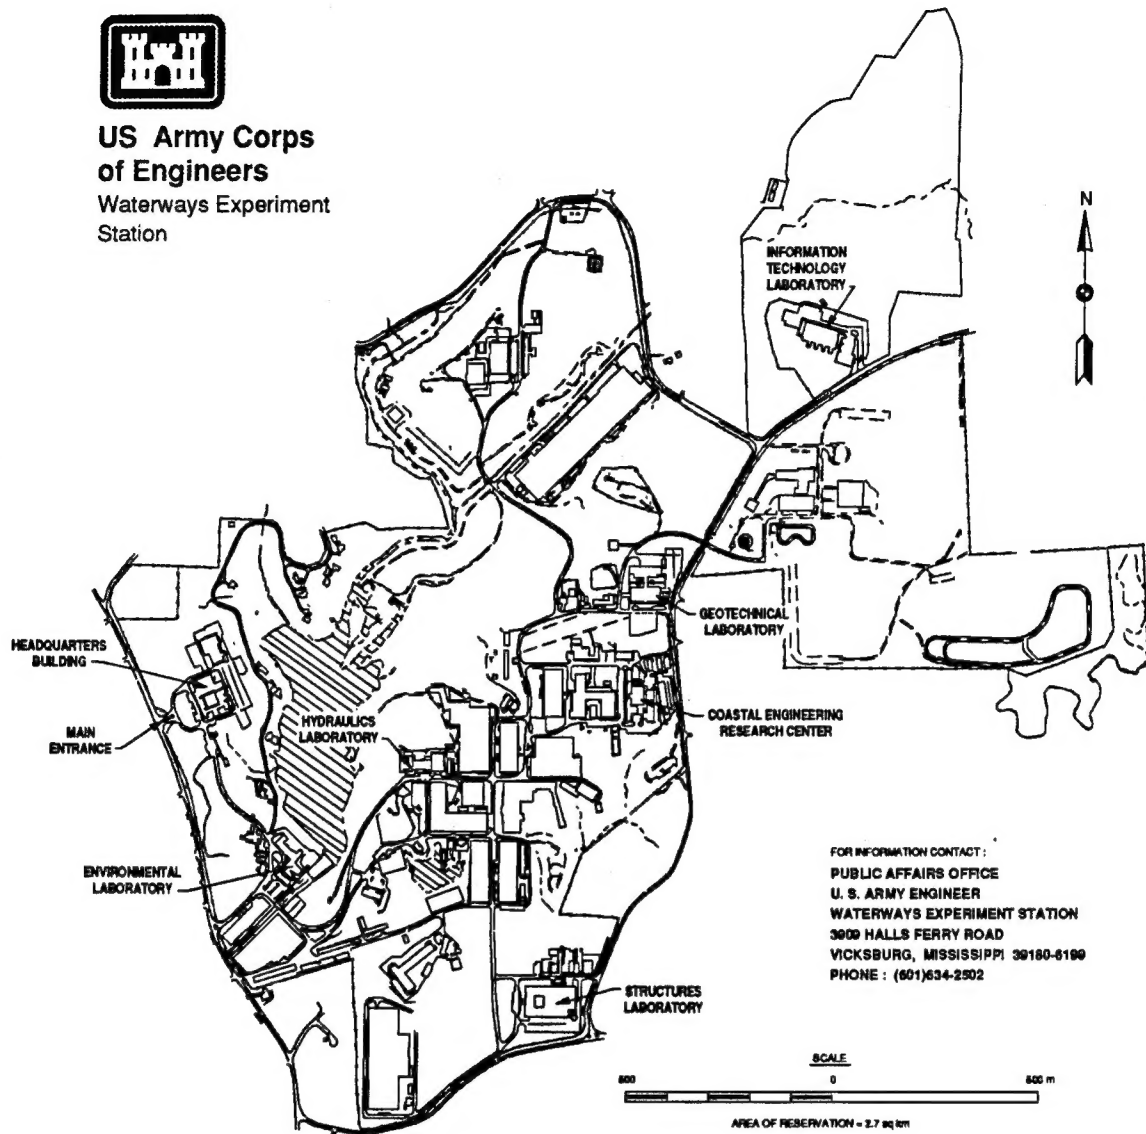 US Army Corps
of Engineers
Waterways Experiment
Station
N
INFORMATION
TECHNOLOGY
LABORATORY
GEOTECHNICAL
LABORATORY
HEADQUARTERS
BUILDING
MAIN
ENTRANCE
HYDRAULICS
LABORATORY
COASTAL ENGINEERING
RESEARCH CENTER
ENVIRONMENTAL
LABORATORY
STRUCTURES
LABORATORY
FOR INFORMATION CONTACT :
PUBLIC AFFAIRS OFFICE
U. S. ARMY ENGINEER
WATERWAYS EXPERIMENT STATION
3909 HALLS FERRY ROAD
VICKSBURG, MISSISSIPPI 39180-6199
PHONE : (601)634-2502
SCALE
500 0 500 m
AREA OF RESERVATION = 2.7 sq km